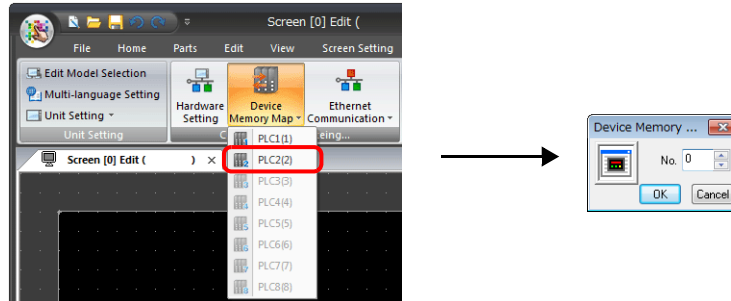 Screen [0] Edit (
File Home Parts Edit View Screen Setting
Edit Model Selection
Multi-language Setting
Unit Setting
Unit Setting
Hardware Setting
Device Memory Map
Ethernet Communication
C
eing...
Screen [0] Edit ( ) ×
PLC1(1)
PLC2(2)
PLC3(3)
PLC4(4)
PLC5(5)
PLC6(6)
PLC7(7)
PLC8(8)
Device Memory ...
No. 0
OK Cancel